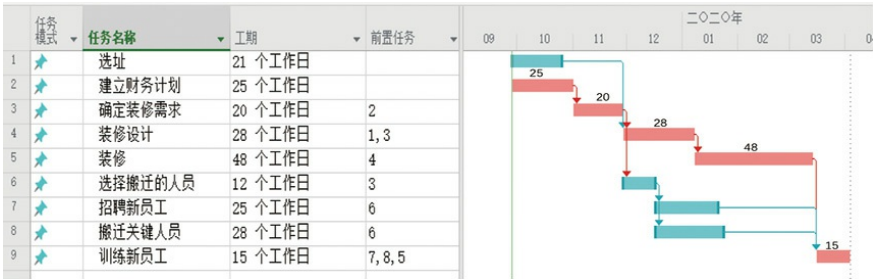 二〇二〇年
任务模式 任务名称 工期 前置任务 09 10 11 12 01 02 03 04
1 选址 21 个工作日
2 建立财务计划 25 个工作日 25
3 确定装修需求 20 个工作日 2 20
4 装修设计 28 个工作日 1,3 28
5 装修 48 个工作日 4 48
6 选择搬迁的人员 12 个工作日 3
7 招聘新员工 25 个工作日 6
8 搬迁关键人员 28 个工作日 6
9 训练新员工 15 个工作日 7,8,5 15